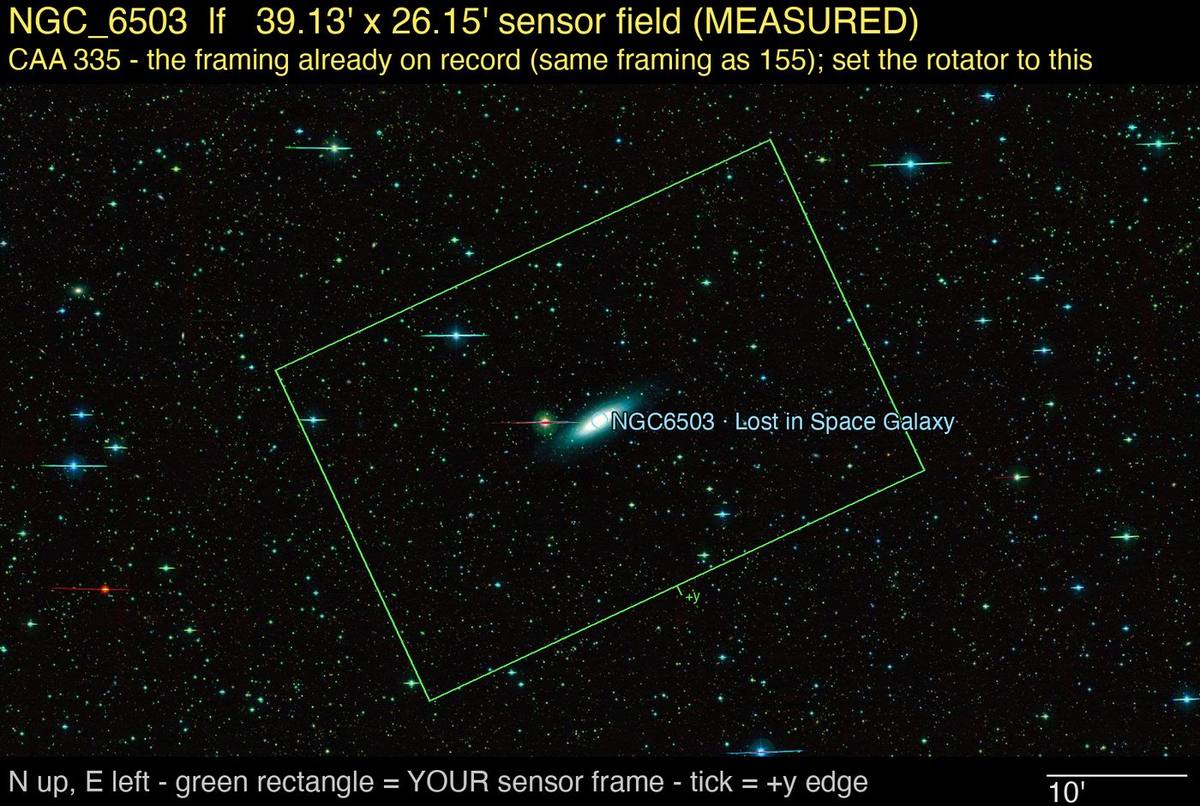 NGC_6503 lf 39.13' x 26.15' sensor field (MEASURED)
CAA 335 - the framing already on record (same framing as 155); set the rotator to this
NGC6503 · Lost in Space Galaxy
+y
N up, E left - green rectangle = YOUR sensor frame - tick = +y edge
10'